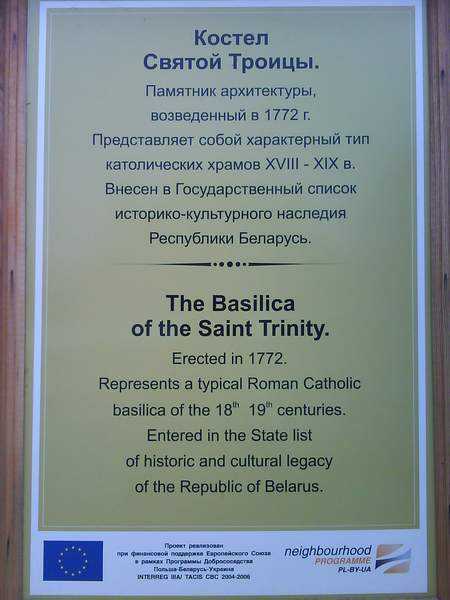 Костел
Святой Троицы.
Памятник архитектуры,
возведенный в 1772 г.
Представляет собой характерный тип
католических храмов XVIII - XIX в.
Внесен в Государственный список
историко-культурного наследия
Республики Беларусь.
The Basilica
of the Saint Trinity.
Erected in 1772.
Represents a typical Roman Catholic
basilica of the 18th 19th centuries.
Entered in the State list
of historic and cultural legacy
of the Republic of Belarus.
Проект реализован
при финансовой поддержке Европейского Союза
в рамках Программы Добрососедства
Польша-Беларусь-Украина
INTERREG IIIA/ TACIS CBC 2004-2006
neighbourhood
PROGRAMME
PL-BY-UA